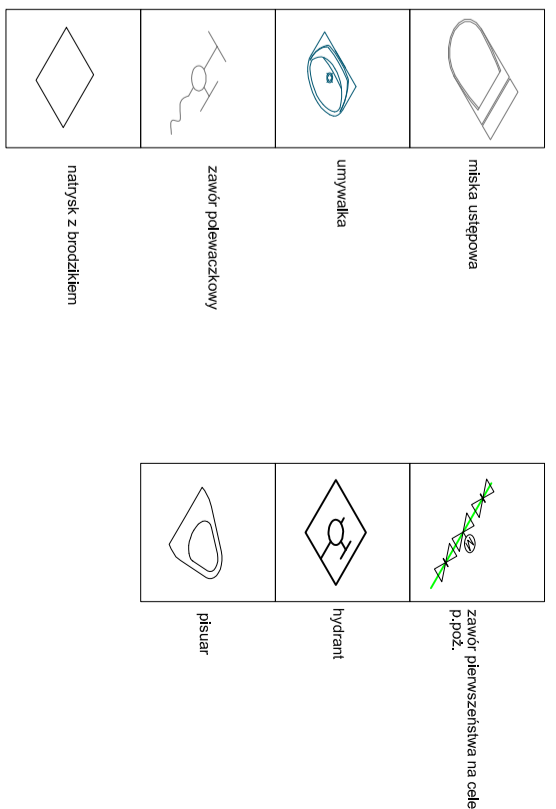 miska ustępowa
umywalka
zawór polewaczkowy
natrysk z brodzikiem
zawór pierwszeństwa na cele
p.poż.
hydrant
pisuar